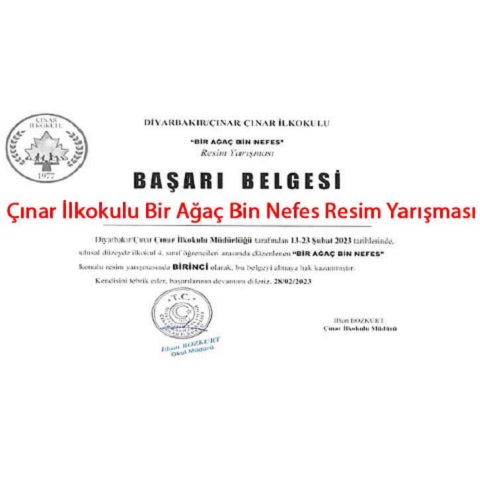 ÇINAR
İLKOKULU
1977
DİYARBAKIR/ÇINAR ÇINAR İLKOKULU
"BİR AĞAÇ BİN NEFES"
Resim Yarışması
BAŞARI BELGESİ
Çınar İlkokulu Bir Ağaç Bin Nefes Resim Yarışması
Diyarbakır/Çınar Çınar İlkokulu Müdürlüğü tarafından 13-23 Şubat 2023 tarihlerinde,
ulusal düzeyde ilkokul 4. sınıf öğrencileri arasında düzenlenen "BİR AĞAÇ BİN NEFES"
konulu resim yarışmasında BİRİNCİ olarak, bu belgeyi almaya hak kazanmıştır.
Kendisini tebrik eder, başarılarının devamını dileriz. 28/02/2023
T.C.
İlhan BOZKURT
Okul Müdürü
İlhan BOZKURT
Çınar İlkokulu Müdürü